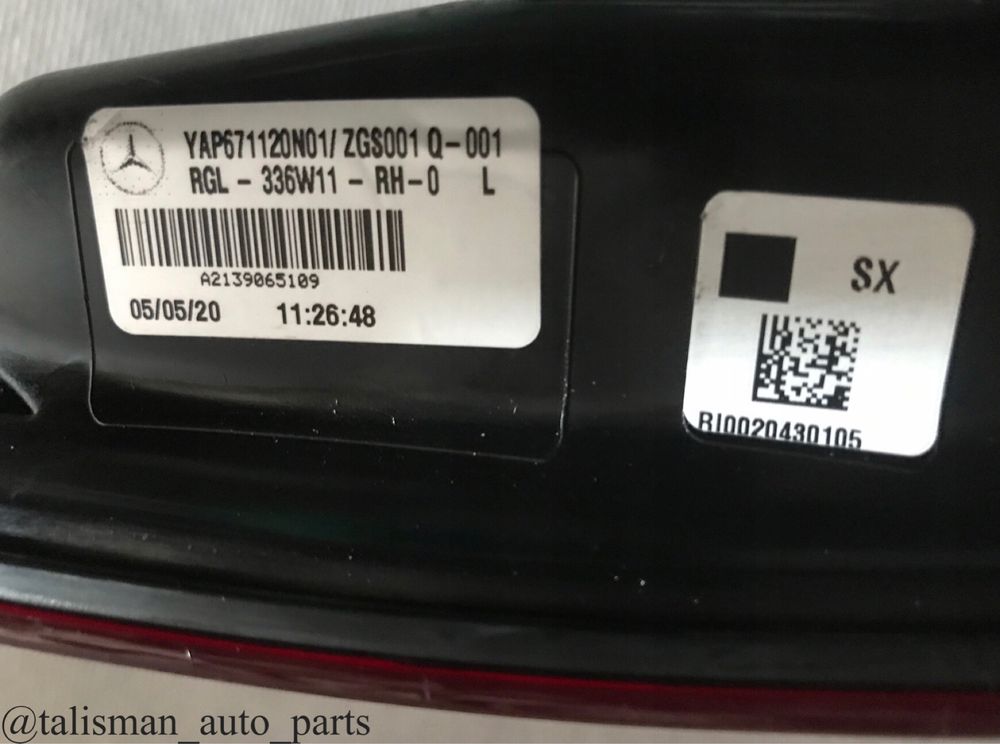 YAP671120N01/ZGS001 Q-001
RGL - 336W11 - RH-0 L
A2139065109
05/05/20 11:26:48
SX
BI0020430105
@talisman_auto_parts